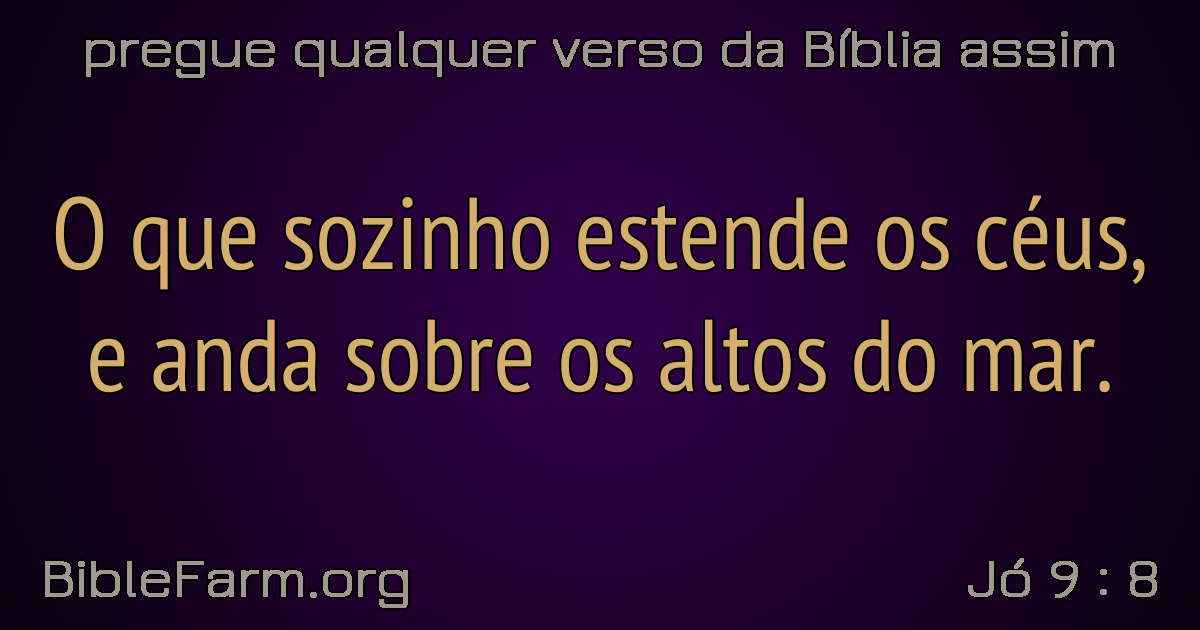 pregue qualquer verso da Bíblia assim
O que sozinho estende os céus,
e anda sobre os altos do mar.
BibleFarm.org
Jó 9 : 8